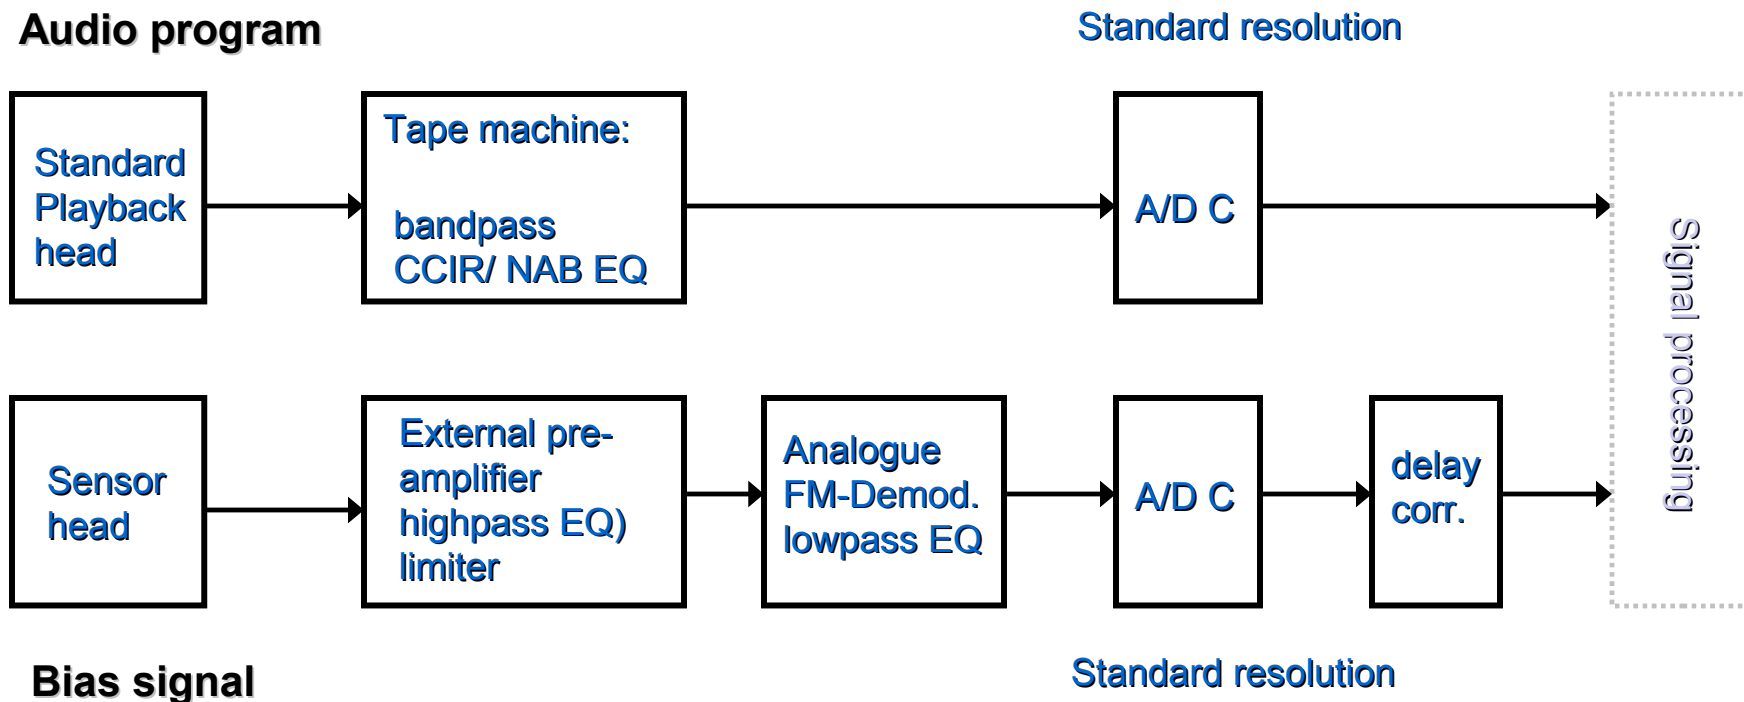 Audio program
Standard resolution
Standard
Playback
head
Tape machine:
bandpass
CCIR/ NAB EQ
A/D C
Signal processing
Sensor
head
External pre-
amplifier
highpass EQ)
limiter
Analogue
FM-Demod.
lowpass EQ
A/D C
delay
corr.
Bias signal
Standard resolution